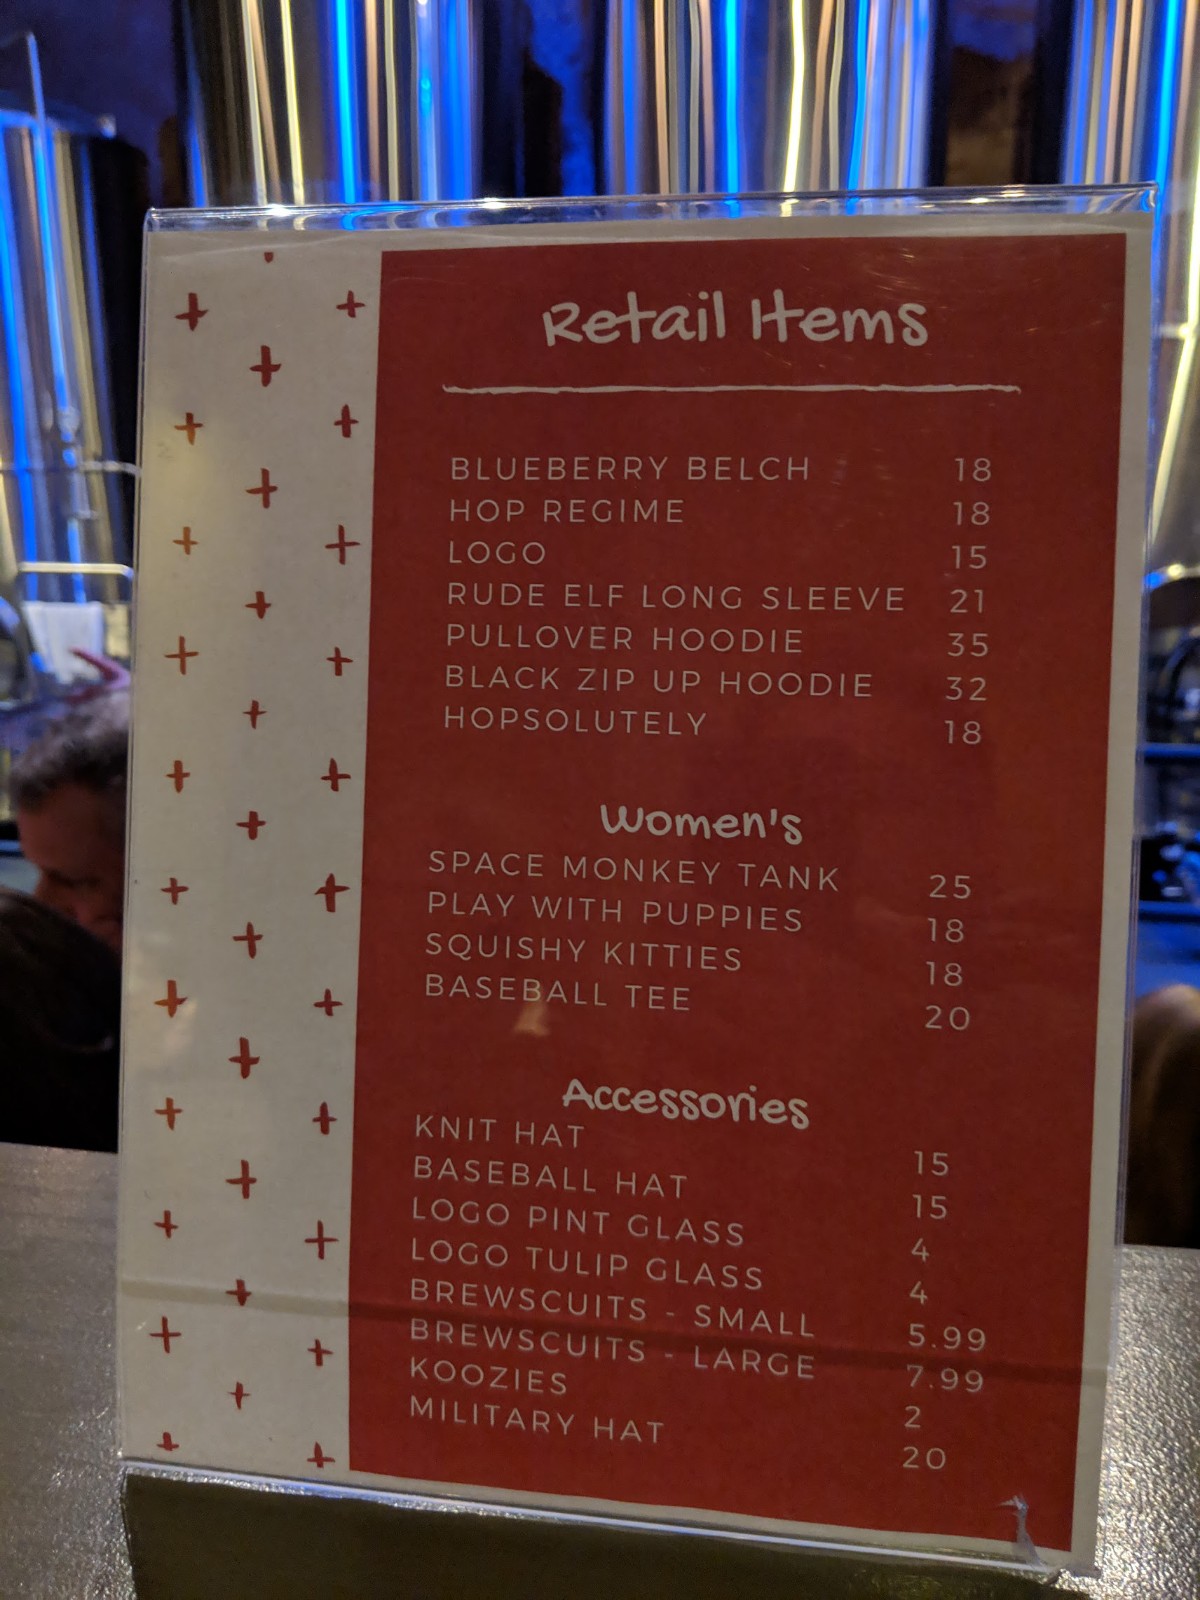 Retail Items
BLUEBERRY BELCH 18
HOP REGIME 18
LOGO 15
RUDE ELF LONG SLEEVE 21
PULLOVER HOODIE 35
BLACK ZIP UP HOODIE 32
HOPSOLUTELY 18
Women's
SPACE MONKEY TANK 25
PLAY WITH PUPPIES 18
SQUISHY KITTIES 18
BASEBALL TEE 20
Accessories
KNIT HAT 15
BASEBALL HAT 15
LOGO PINT GLASS 4
LOGO TULIP GLASS 4
BREWSCUITS - SMALL 5.99
BREWSCUITS - LARGE 7.99
KOOZIES 2
MILITARY HAT 20